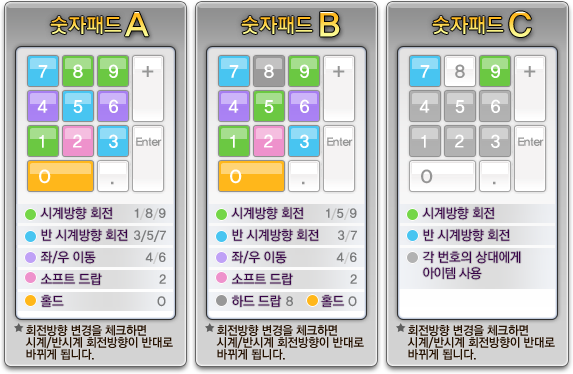 숫자패드 A
7 8 9 +
4 5 6
1 2 3 Enter
0 .
시계방향 회전 1/8/9
반 시계방향 회전 3/5/7
좌/우 이동 4/6
소프트 드랍 2
홀드 0
★ 회전방향 변경을 체크하면
시계/반시계 회전방향이 반대로
바뀌게 됩니다.
숫자패드 B
7 8 9 +
4 5 6
1 2 3 Enter
0 .
시계방향 회전 1/5/9
반 시계방향 회전 3/7
좌/우 이동 4/6
소프트 드랍 2
하드 드랍 8 홀드 0
★ 회전방향 변경을 체크하면
시계/반시계 회전방향이 반대로
바뀌게 됩니다.
숫자패드 C
7 8 9 +
4 5 6
1 2 3 Enter
0 .
시계방향 회전
반 시계방향 회전
각 번호의 상대에게
아이템 사용
★ 회전방향 변경을 체크하면
시계/반시계 회전방향이 반대로
바뀌게 됩니다.